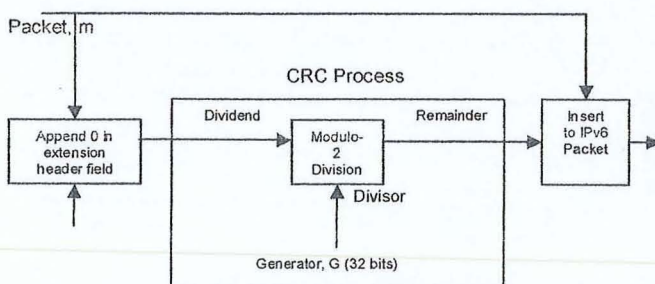 Packet, m
CRC Process
Dividend
Remainder
Append 0 in
extension
header field
Modulo-
2
Division
Insert
to IPv6
Packet
Divisor
Generator, G (32 bits)